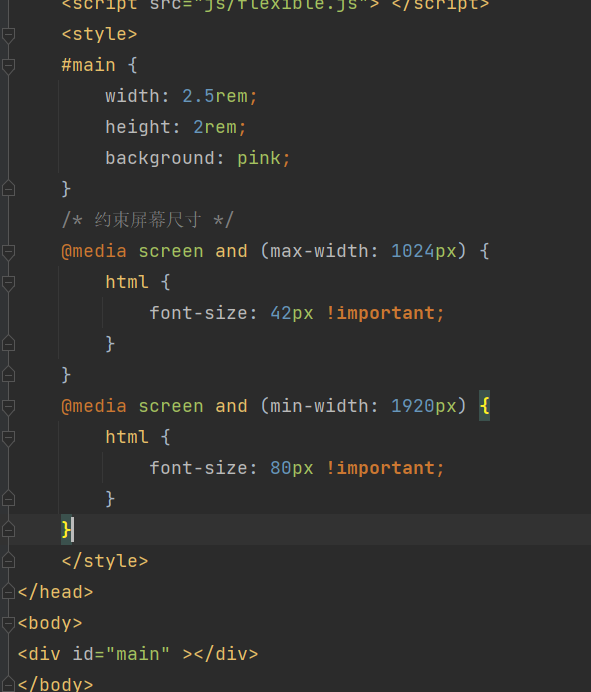 <script src="js/flexible.js"> </script>
<style>
#main {
width: 2.5rem;
height: 2rem;
background: pink;
}
/* 约束屏幕尺寸 */
@media screen and (max-width: 1024px) {
html {
font-size: 42px !important;
}
}
@media screen and (min-width: 1920px) {
html {
font-size: 80px !important;
}
}
</style>
</head>
<body>
<div id="main" ></div>
</body>